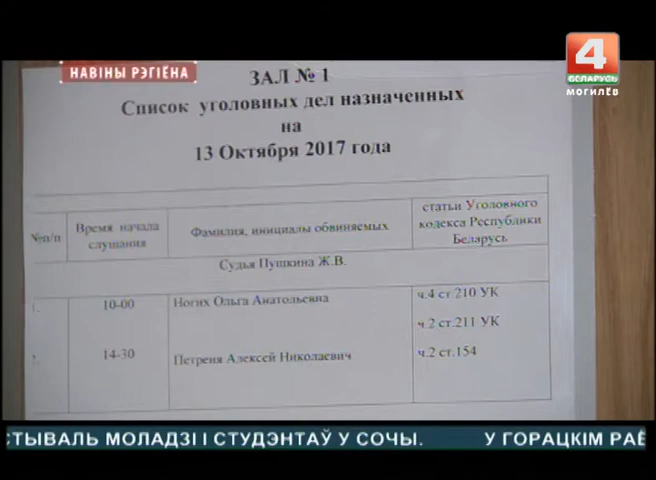 НАВІНЫ РЭГІЁНА
4
БЕЛАРУСЬ
МОГИЛЁВ
ЗАЛ № 1
Список уголовных дел назначенных
на
13 Октября 2017 года
№п/п
Время начала
слушания
Фамилия, инициалы обвиняемых
статьи Уголовного
кодекса Республики
Беларусь
Судья Пушкина Ж.В.
1.
10-00
Ногих Ольга Анатольевна
ч.4 ст.210 УК
ч.2 ст.211 УК
2.
14-30
Петреня Алексей Николаевич
ч.2 ст.154
СТЫВАЛЬ МОЛАДЗІ І СТУДЭНТАЎ У СОЧЫ. У ГОРАЦКІМ РАЁ